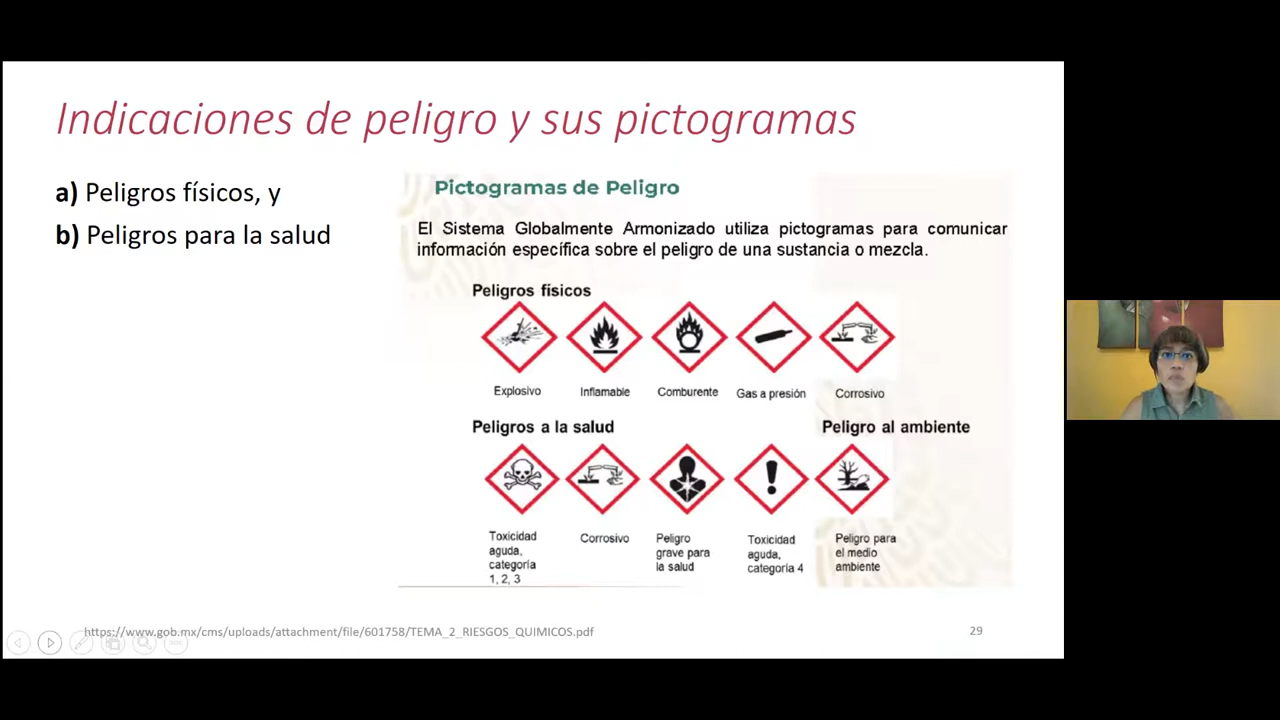 Indicaciones de peligro y sus pictogramas
a) Peligros físicos, y
b) Peligros para la salud
Pictogramas de Peligro
El Sistema Globalmente Armonizado utiliza pictogramas para comunicar
información específica sobre el peligro de una sustancia o mezcla.
Peligros físicos
Explosivo
Inflamable
Comburente
Gas a presión
Corrosivo
Peligros a la salud
Peligro al ambiente
Toxicidad
aguda,
categoría
1, 2, 3
Corrosivo
Peligro
grave para
la salud
Toxicidad
aguda,
categoría 4
Peligro para
el medio
ambiente
https://www.gob.mx/cms/uploads/attachment/file/601758/TEMA_2_RIESGOS_QUIMICOS.pdf
29